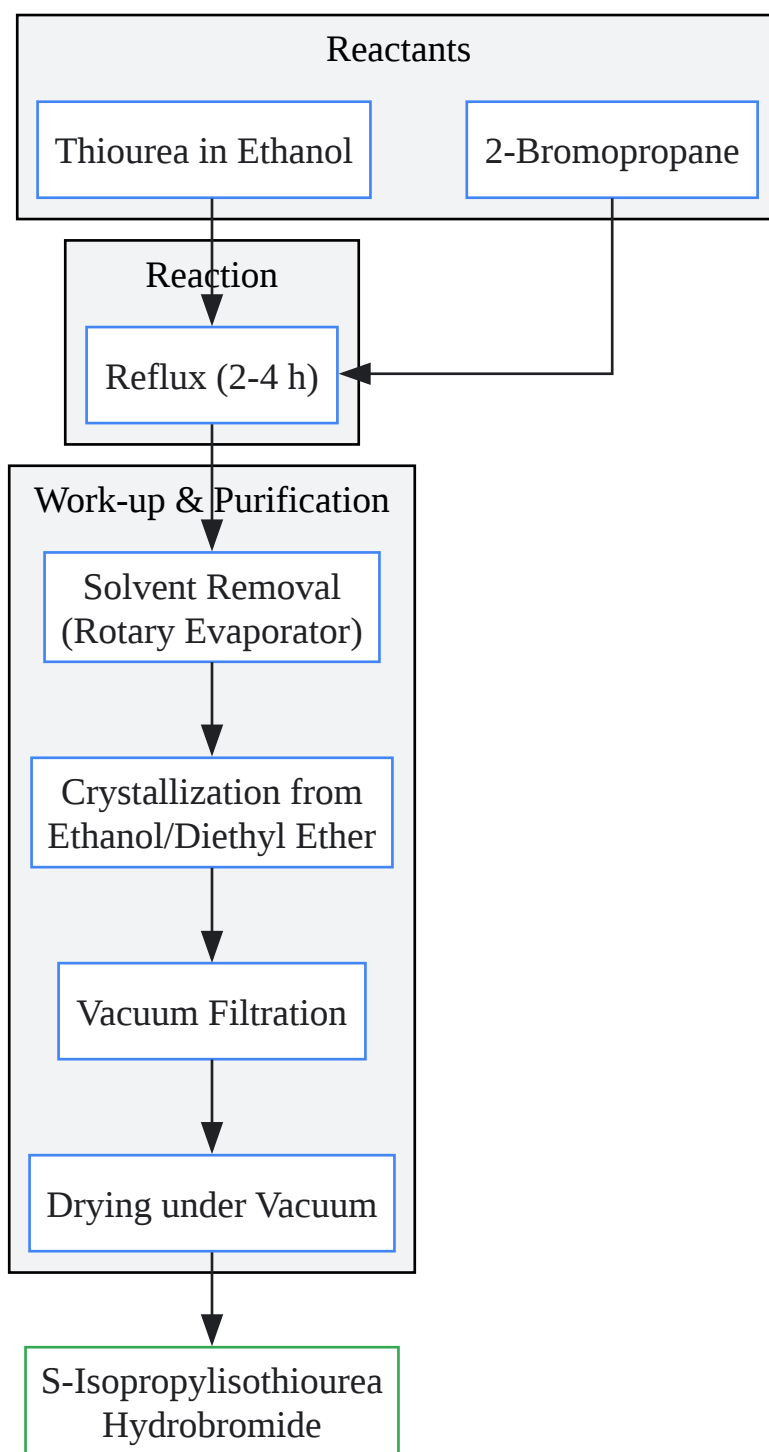 Reactants
Thiourea in Ethanol
2-Bromopropane
Reaction
Reflux (2-4 h)
Work-up & Purification
Solvent Removal
(Rotary Evaporator)
Crystallization from
Ethanol/Diethyl Ether
Vacuum Filtration
Drying under Vacuum
S-Isopropylisothiourea
Hydrobromide